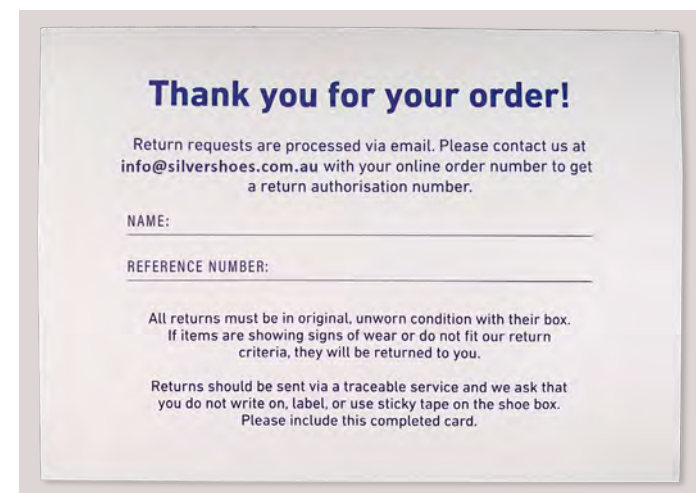 Thank you for your order!
Return requests are processed via email. Please contact us at
info@silvershoes.com.au with your online order number to get
a return authorisation number.
NAME:
REFERENCE NUMBER:
All returns must be in original, unworn condition with their box.
If items are showing signs of wear or do not fit our return
criteria, they will be returned to you.
Returns should be sent via a traceable service and we ask that
you do not write on, label, or use sticky tape on the shoe box.
Please include this completed card.